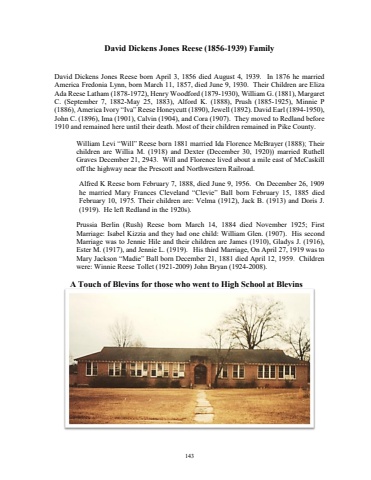 David Dickens Jones Reese (1856-1939) Family
David Dickens Jones Reese born April 3, 1856 died August 4, 1939. In 1876 he married
America Fredonia Lynn, born March 11, 1857, died June 9, 1930. Their Children are Eliza
Ada Reese Latham (1878-1972), Henry Woodford (1879-1930), William G. (1881), Margaret
C. (September 7, 1882-May 25, 1883), Alford K. (1888), Prush (1885-1925), Minnie P
(1886), America Ivory “Iva” Reese Honeycutt (1890), Jewell (1892). David Earl (1894-1950),
John C. (1896), Ima (1901), Calvin (1904), and Cora (1907). They moved to Redland before
1910 and remained here until their death. Most of their children remained in Pike County.
William Levi “Will” Reese born 1881 married Ida Florence McBrayer (1888); Their
children are Willia M. (1918) and Dexter (December 30, 1920)) married Ruthell
Graves December 21, 2943. Will and Florence lived about a mile east of McCaskill
off the highway near the Prescott and Northwestern Railroad.
Alfred K Reese born February 7, 1888, died June 9, 1956. On December 26, 1909
he married Mary Frances Cleveland “Clevie” Ball born February 15, 1885 died
February 10, 1975. Their children are: Velma (1912), Jack B. (1913) and Doris J.
(1919). He left Redland in the 1920s).
Prussia Berlin (Rush) Reese born March 14, 1884 died November 1925; First
Marriage: Isabel Kizzia and they had one child: William Glen. (1907). His second
Marriage was to Jennie Hile and their children are James (1910), Gladys J. (1916),
Ester M. (1917), and Jennie L. (1919). His third Marriage, On April 27, 1919 was to
Mary Jackson “Madie” Ball born December 21, 1881 died April 12, 1959. Children
were: Winnie Reese Tollet (1921-2009) John Bryan (1924-2008).
A Touch of Blevins for those who went to High School at Blevins
143